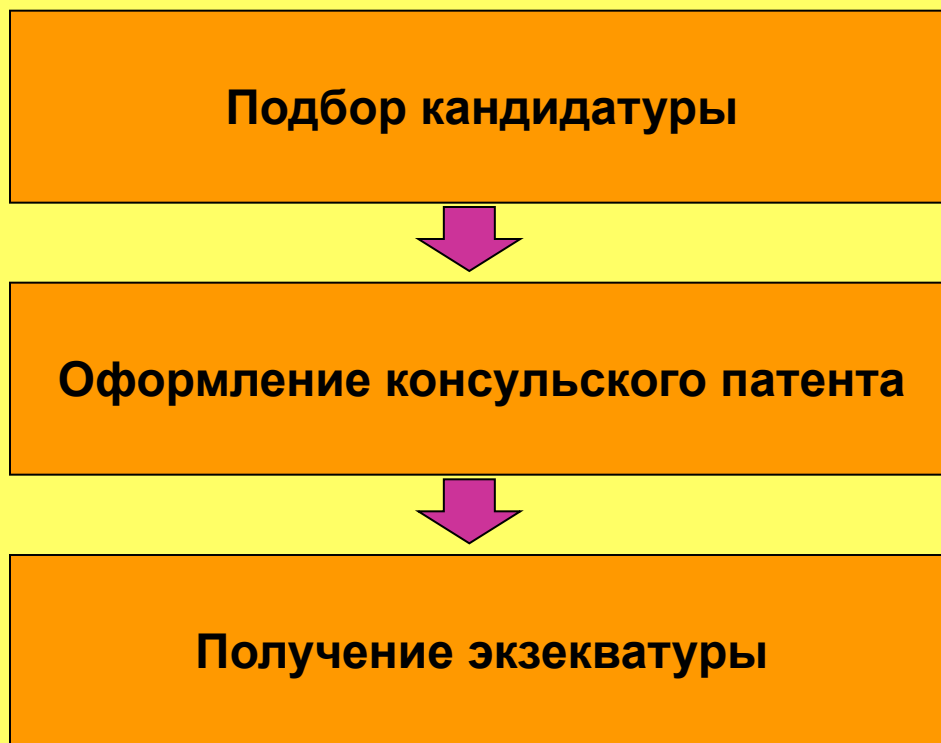 Подбор кандидатуры
Оформление консульского патента
Получение экзекватуры